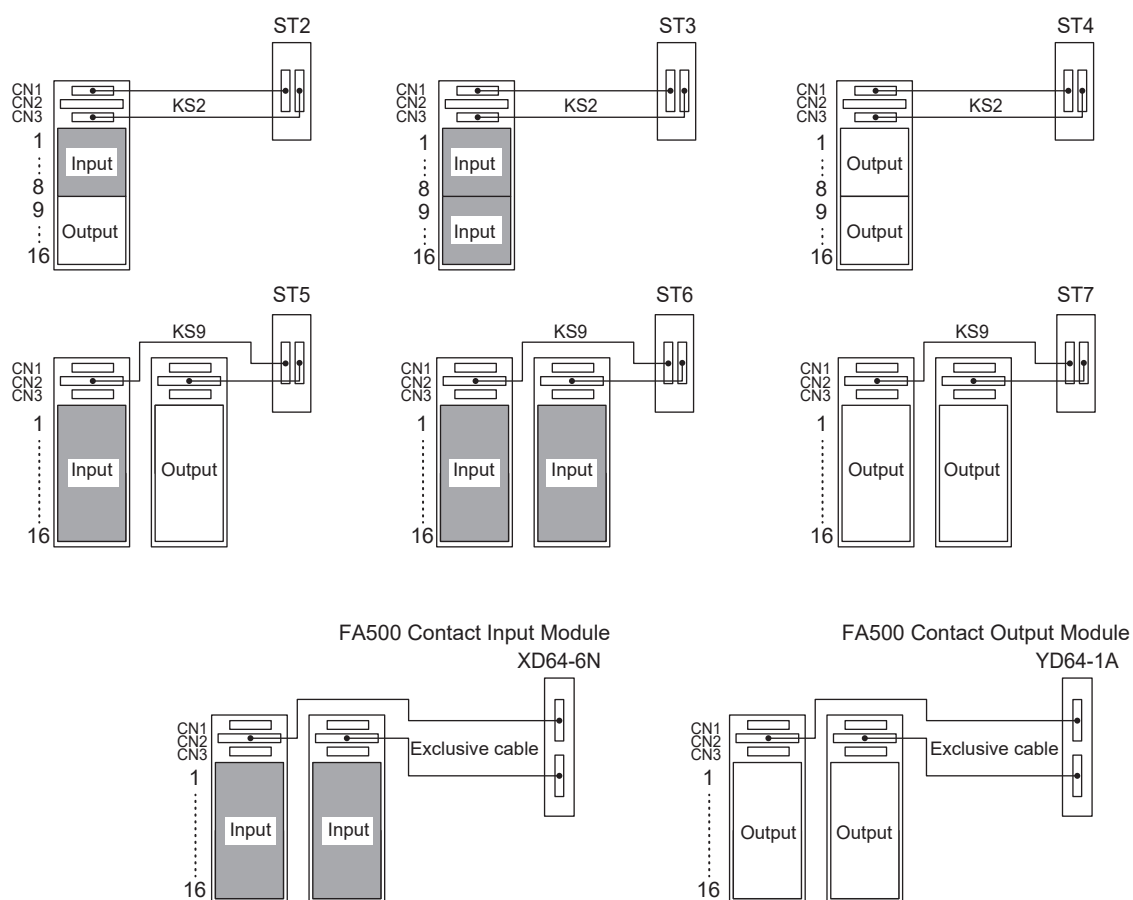 ST2
CN1
CN2
CN3
KS2
1
8
9
16
Input
Output
ST3
CN1
CN2
CN3
KS2
1
8
9
16
Input
Input
ST4
CN1
CN2
CN3
KS2
1
8
9
16
Output
Output
ST5
CN1
CN2
CN3
KS9
1
16
Input
Output
ST6
CN1
CN2
CN3
KS9
1
16
Input
Input
ST7
CN1
CN2
CN3
KS9
1
16
Output
Output
FA500 Contact Input Module
XD64-6N
CN1
CN2
CN3
Exclusive cable
1
16
Input
Input
FA500 Contact Output Module
YD64-1A
CN1
CN2
CN3
Exclusive cable
1
16
Output
Output